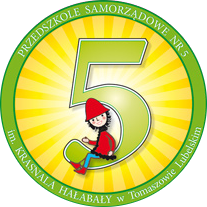 PRZEDSZKOLE SAMORZĄDOWE NR 5
5
im. KRASNALA HAŁABAŁY w Tomaszowie Lubelskim